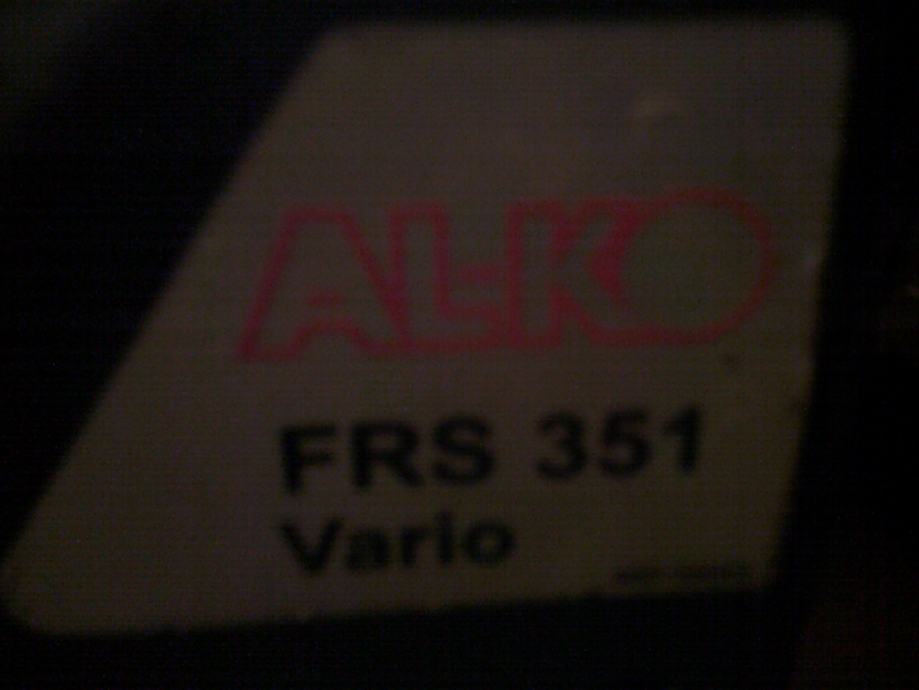 AL-KO
FRS 351
Vario